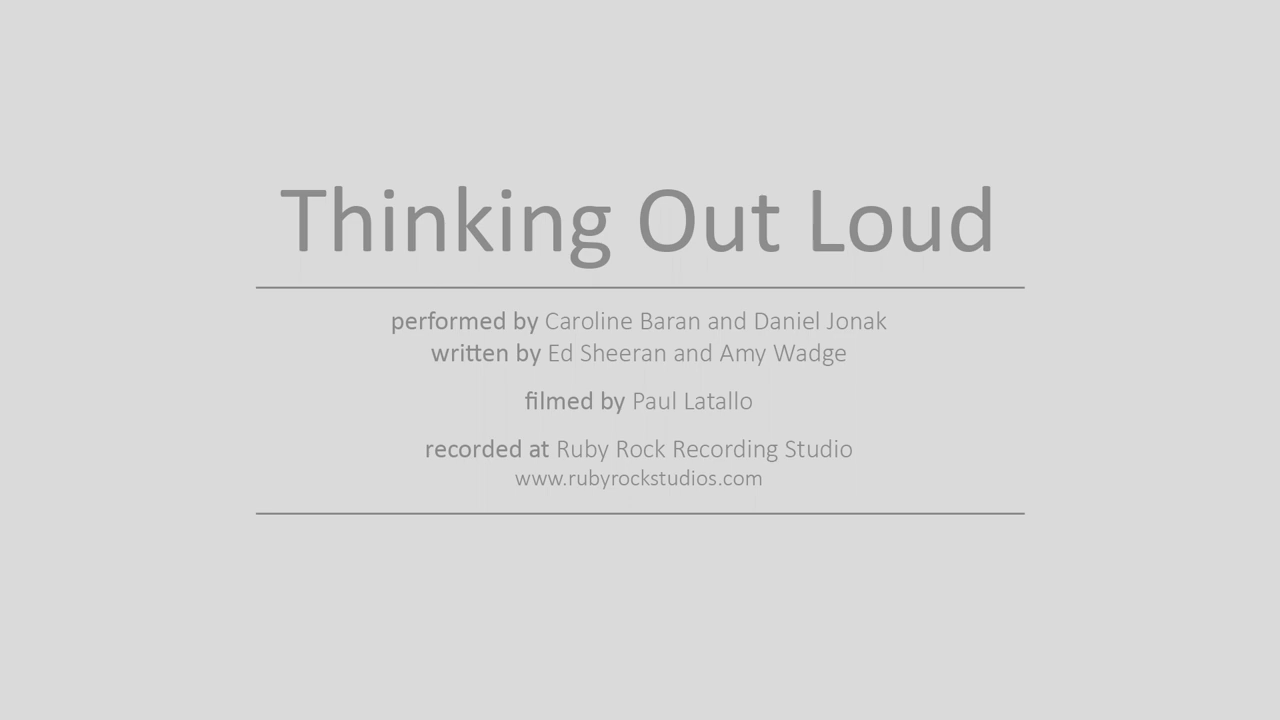 Thinking Out Loud
performed by Caroline Baran and Daniel Jonak
written by Ed Sheeran and Amy Wadge
filmed by Paul Latallo
recorded at Ruby Rock Recording Studio
www.rubyrockstudios.com